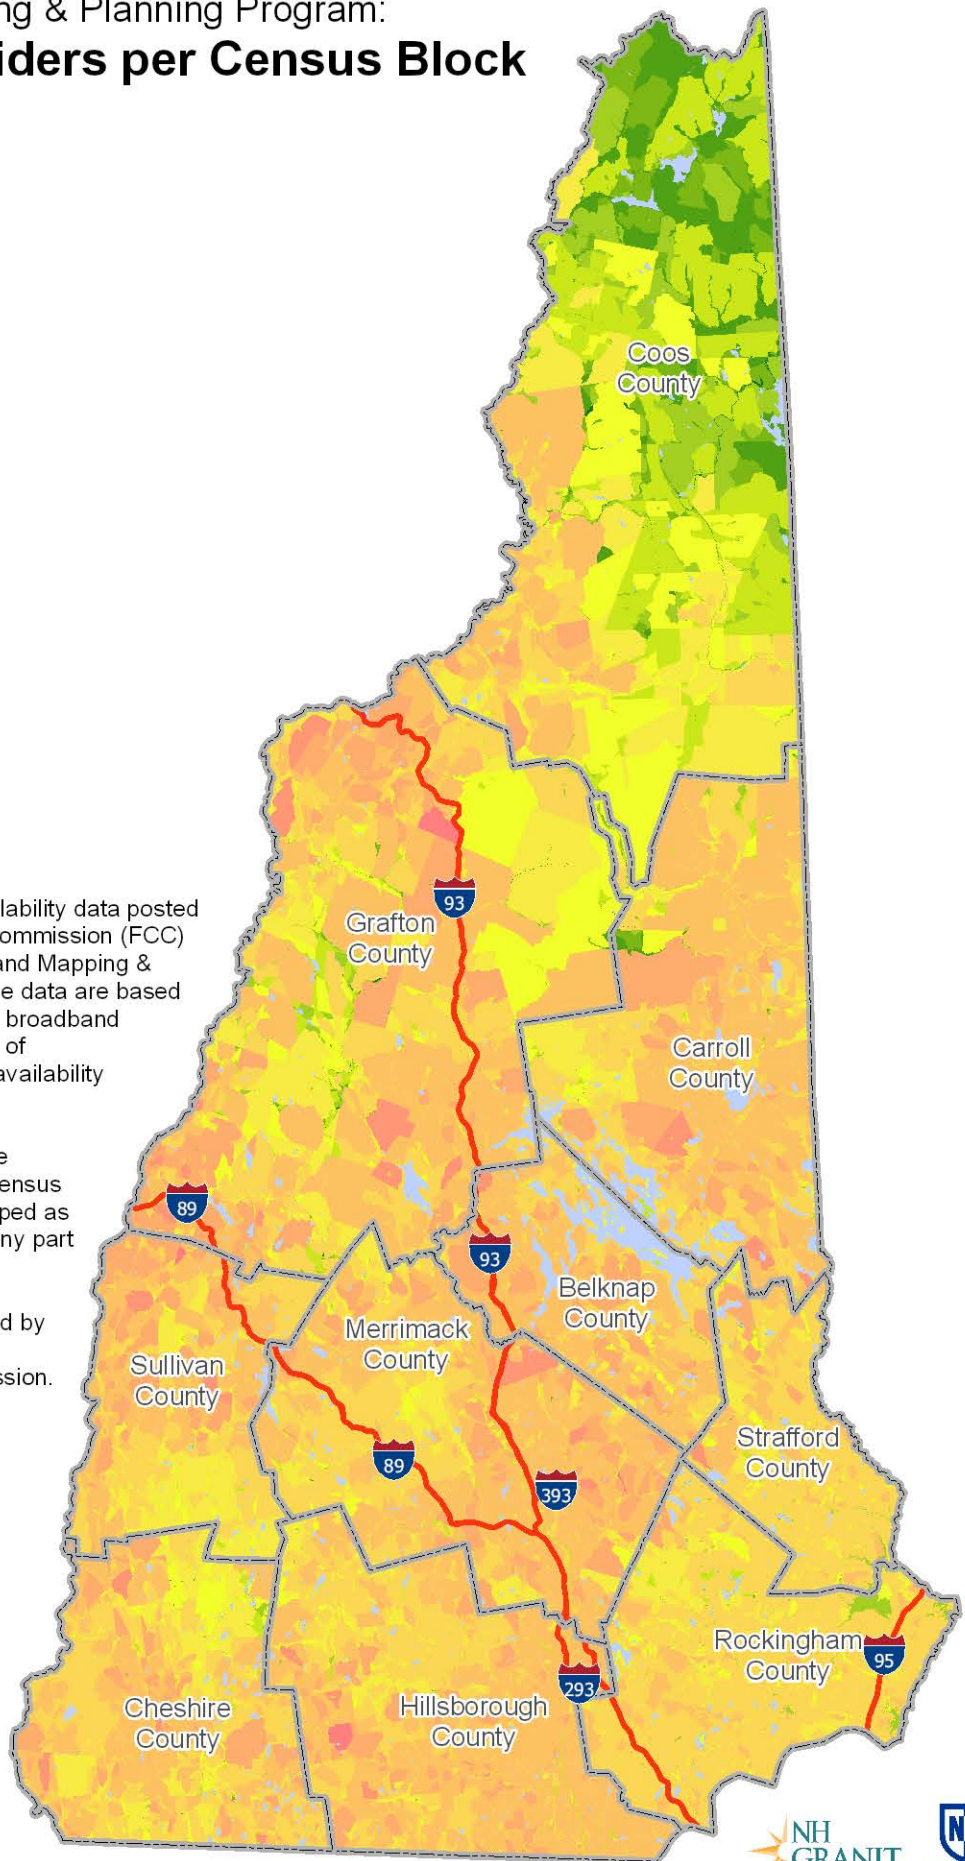 ng & Planning Program:
iders per Census Block
Coos
County
93
Grafton
County
lability data posted
ommission (FCC)
and Mapping &
e data are based
broadband
of
availability
Carroll
County
e
ensus
ped as
ny part
89
93
Belknap
County
d by
ssion.
Merrimack
County
Sullivan
County
Strafford
County
89
393
Rockingham
County
95
293
Cheshire
County
Hillsborough
County
NH
GRANIT
N